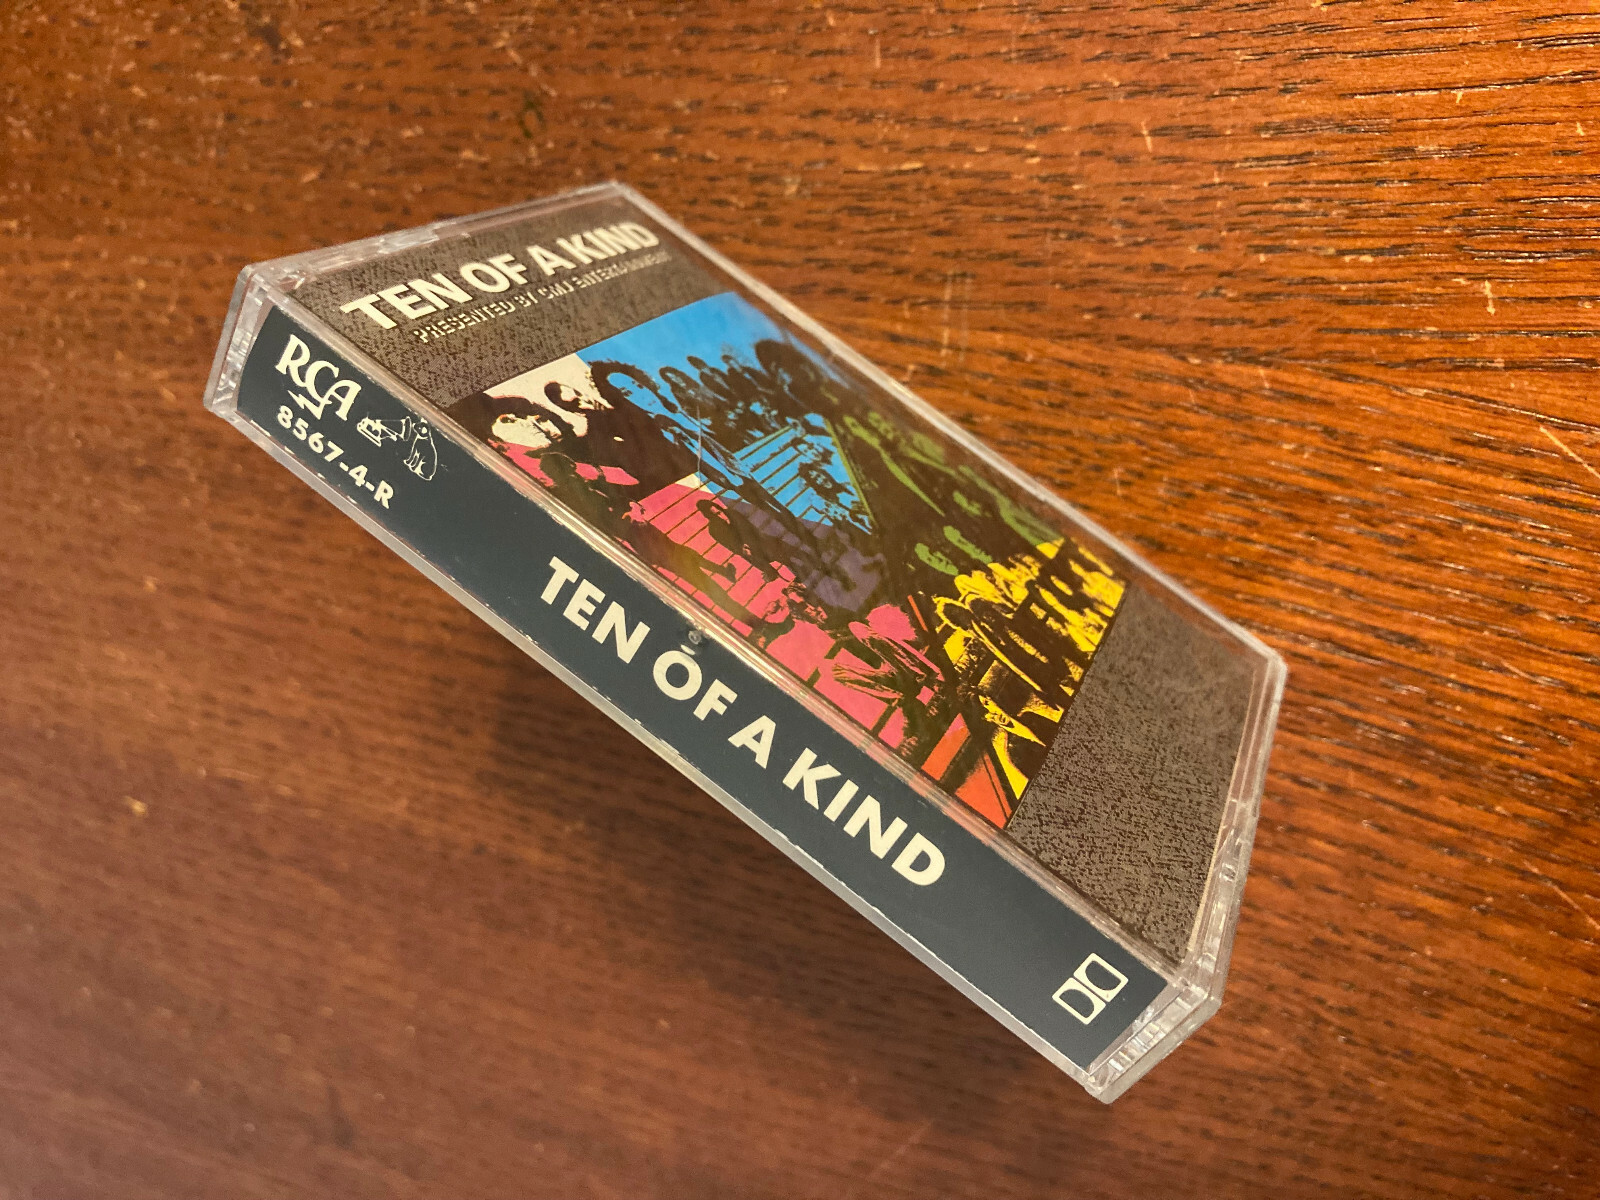 TEN OF A KIND
PRESENTED BY CMJ ENTERTAINMENT
RCA
8567-4-R
TEN OF A KIND